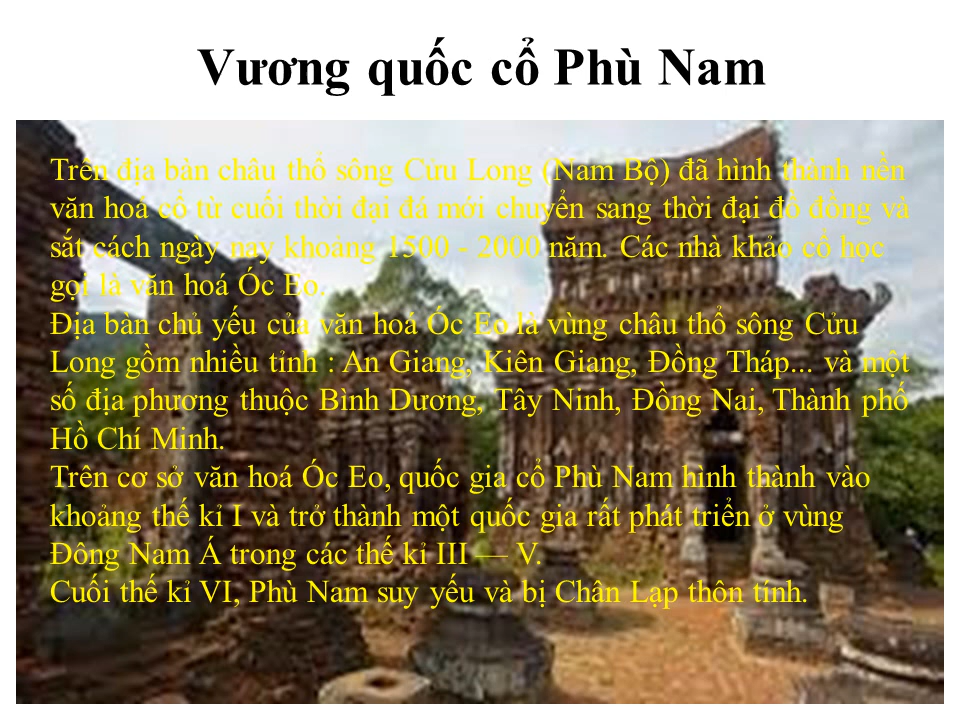 Vương quốc cổ Phù Nam
Trên địa bàn châu thổ sông Cửu Long (Nam Bộ) đã hình thành nền
văn hoá cổ từ cuối thời đại đá mới chuyển sang thời đại đồ đồng và
sắt cách ngày nay khoảng 1500 - 2000 năm. Các nhà khảo cổ học
gọi là văn hoá Óc Eo.
Địa bàn chủ yếu của văn hoá Óc Eo là vùng châu thổ sông Cửu
Long gồm nhiều tỉnh : An Giang, Kiên Giang, Đồng Tháp... và một
số địa phương thuộc Bình Dương, Tây Ninh, Đồng Nai, Thành phố
Hồ Chí Minh.
Trên cơ sở văn hoá Óc Eo, quốc gia cổ Phù Nam hình thành vào
khoảng thế kỉ I và trở thành một quốc gia rất phát triển ở vùng
Đông Nam Á trong các thế kỉ III — V.
Cuối thế kỉ VI, Phù Nam suy yếu và bị Chân Lạp thôn tính.